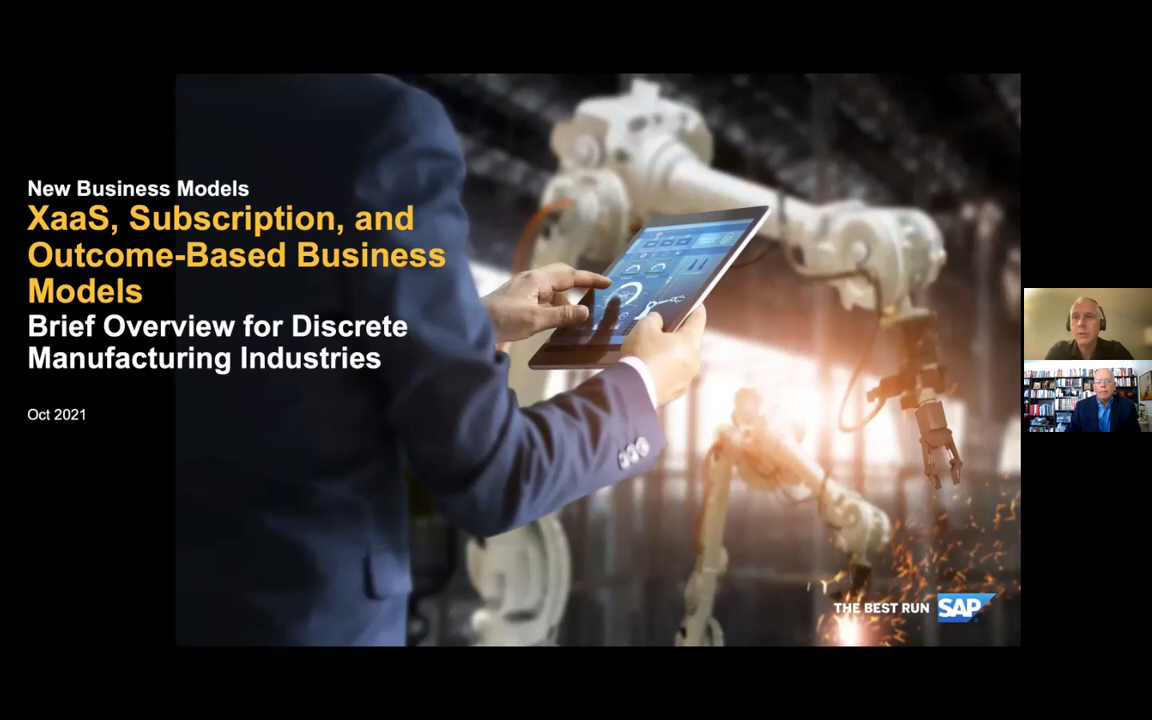 New Business Models
XaaS, Subscription, and
Outcome-Based Business
Models
Brief Overview for Discrete
Manufacturing Industries
Oct 2021
THE BEST RUN SAP